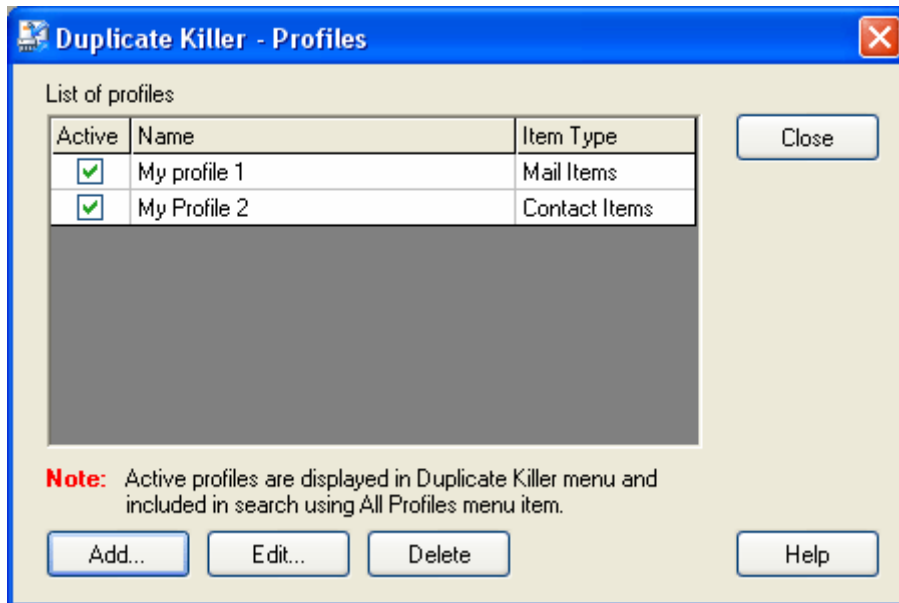 Duplicate Killer - Profiles
List of profiles
Active Name Item Type
My profile 1 Mail Items
My Profile 2 Contact Items
Close
Note: Active profiles are displayed in Duplicate Killer menu and
included in search using All Profiles menu item.
Add... Edit... Delete Help